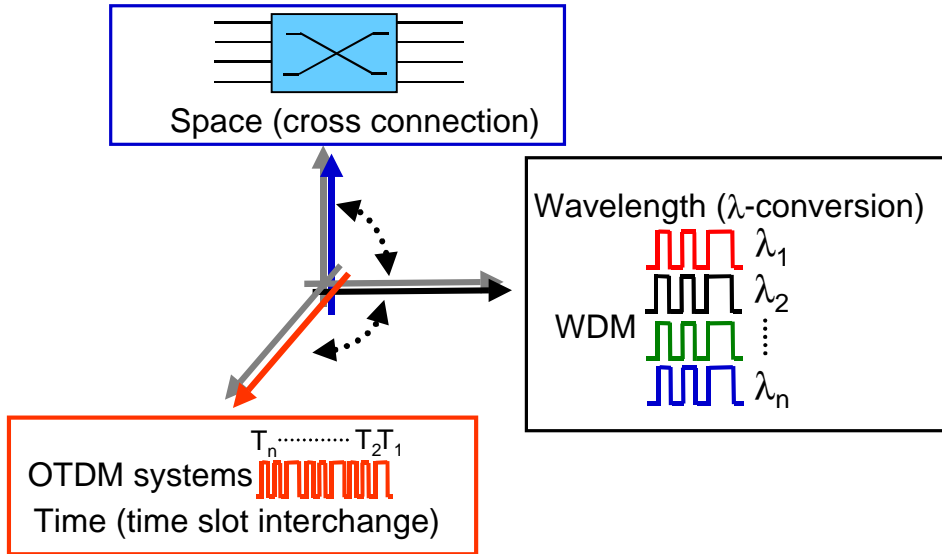 Space (cross connection)
Wavelength (λ-conversion)
λ1
λ2
WDM
λn
Tn ............. T2T1
OTDM systems
Time (time slot interchange)